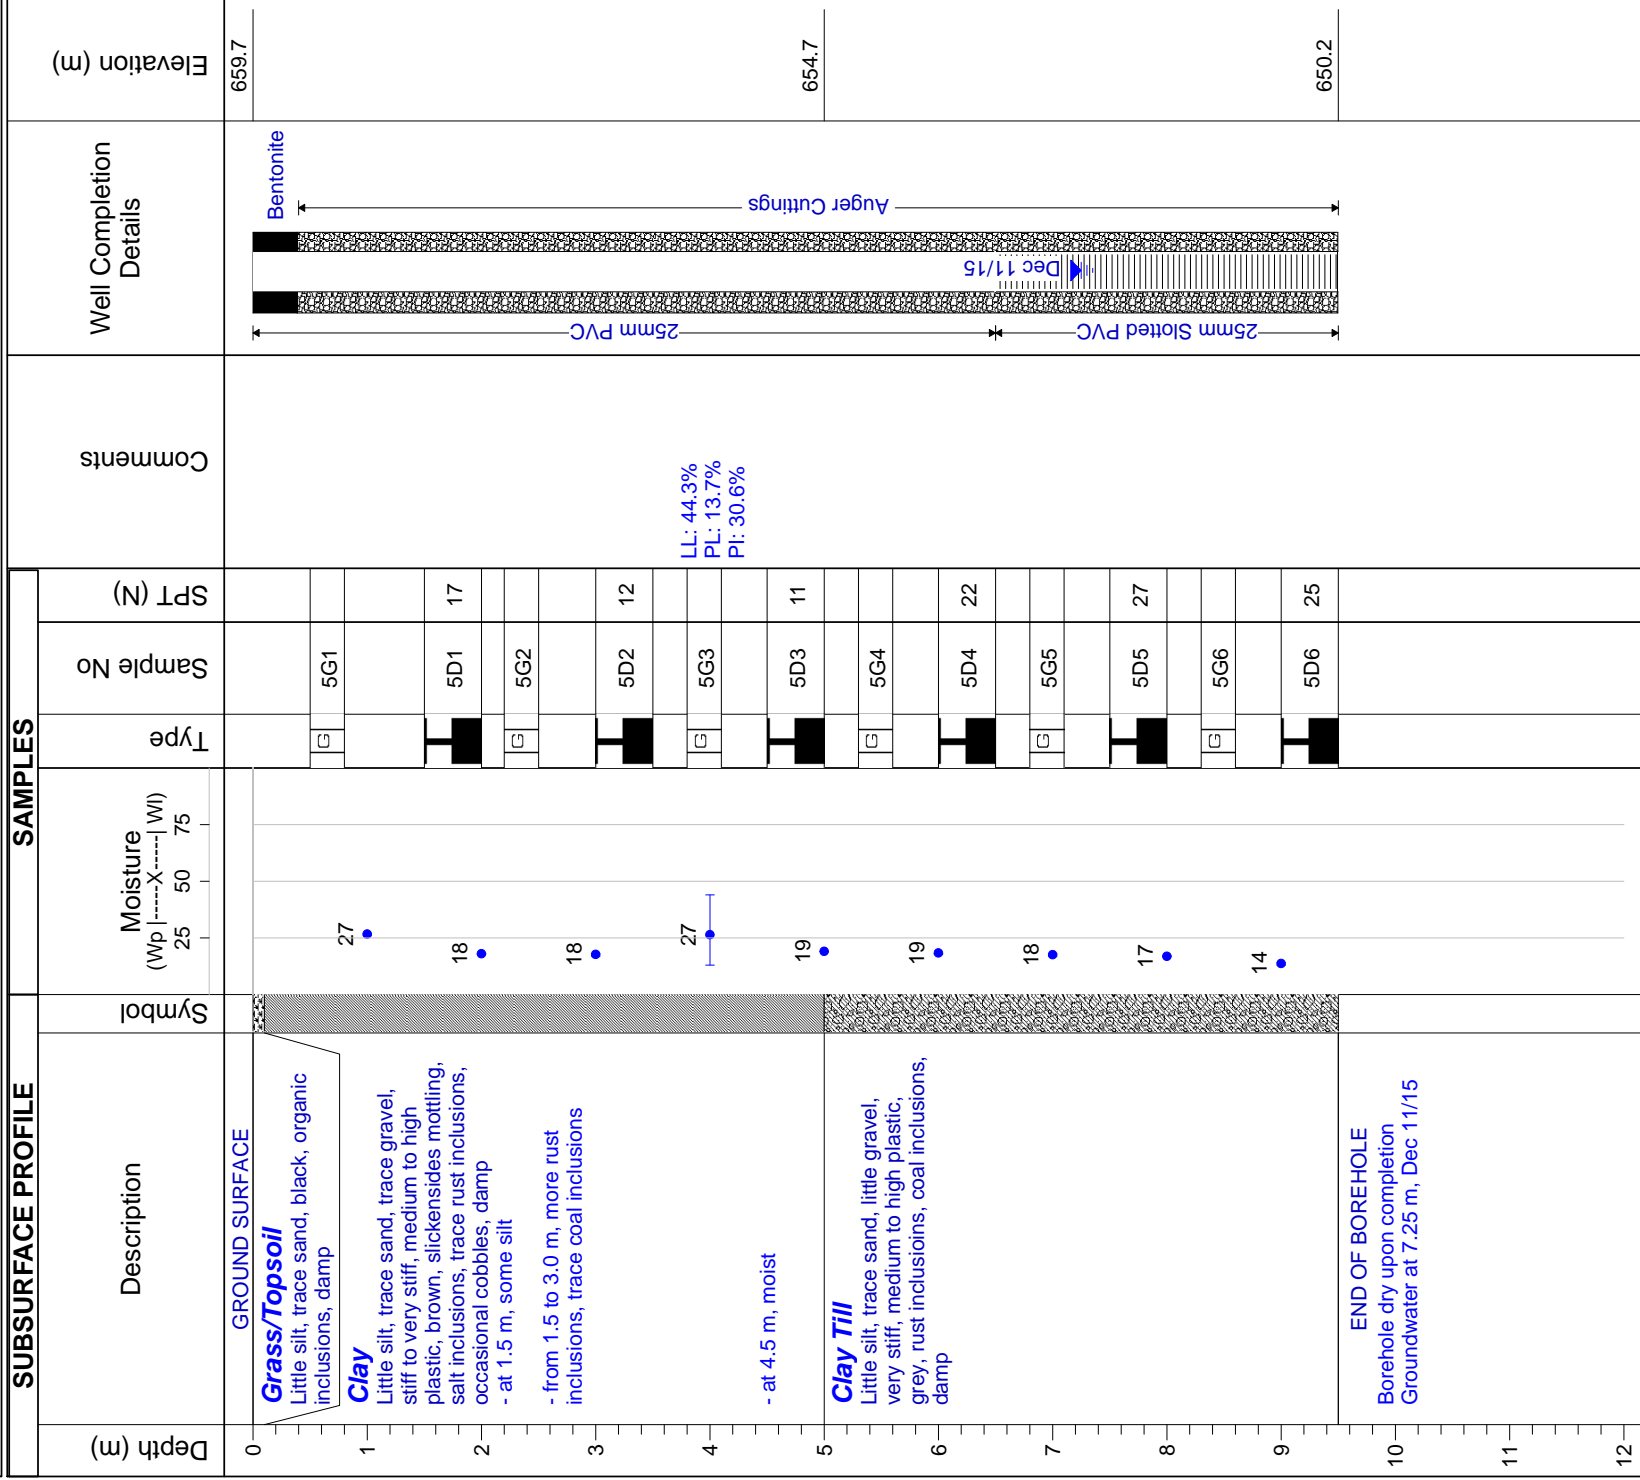 SUBSURFACE PROFILE
SAMPLES
Depth (m)
Description
Symbol
Moisture
(Wp |-----X-----| Wl)
25 50 75
Type
Sample No
SPT (N)
Comments
Well Completion
Details
Elevation (m)
0
1
2
3
4
5
6
7
8
9
10
11
12
GROUND SURFACE
Grass/Topsoil
Little silt, trace sand, black, organic
inclusions, damp
Clay
Little silt, trace sand, trace gravel,
stiff to very stiff, medium to high
plastic, brown, slickensides mottling,
salt inclusions, trace rust inclusions,
occasional cobbles, damp
- at 1.5 m, some silt
- from 1.5 to 3.0 m, more rust
inclusions, trace coal inclusions
- at 4.5 m, moist
Clay Till
Little silt, trace sand, little gravel,
very stiff, medium to high plastic,
grey, rust inclusioins, coal inclusions,
damp
END OF BOREHOLE
Borehole dry upon completion
Groundwater at 7.25 m, Dec 11/15
27
18
18
27
19
19
18
17
14
G 5G1
5D1 17
G 5G2
5D2 12
G 5G3
5D3 11
G 5G4
5D4 22
G 5G5
5D5 27
G 5G6
5D6 25
LL: 44.3%
PL: 13.7%
PI: 30.6%
25mm PVC
25mm Slotted PVC
Dec 11/15
Bentonite
Auger Cuttings
659.7
654.7
650.2